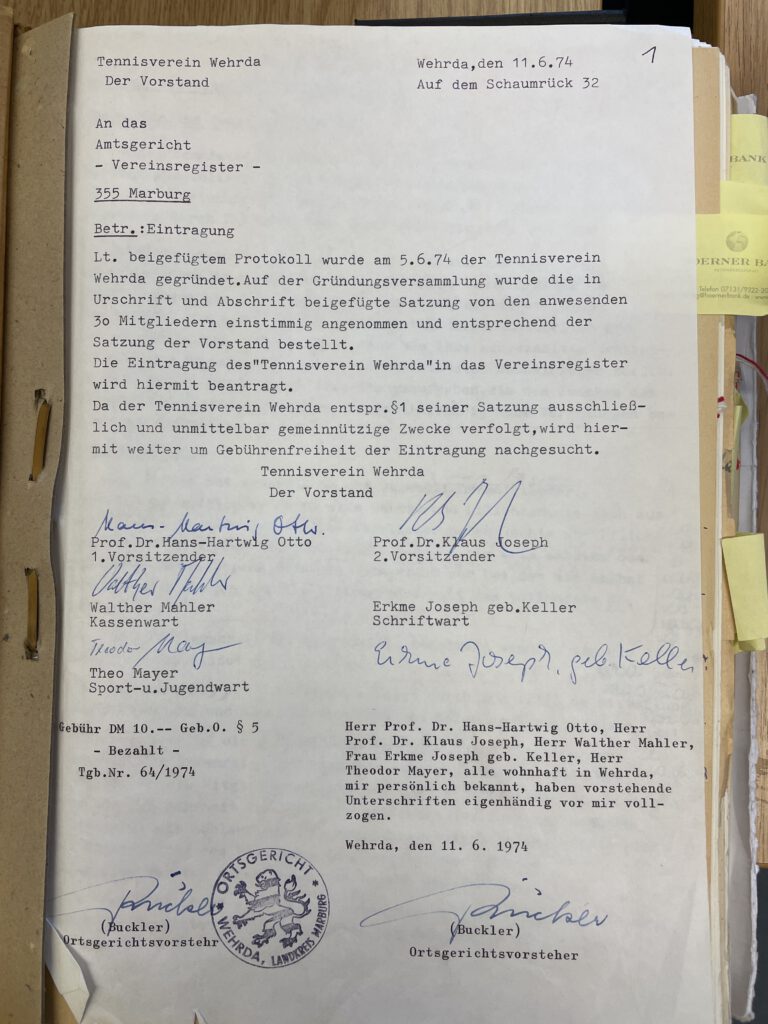 Tennisverein Wehrda
Der Vorstand
Wehrda,den 11.6.74
Auf dem Schaumrück 32
1
An das
Amtsgericht
- Vereinsregister -
355 Marburg
Betr.:Eintragung
Lt. beigefügtem Protokoll wurde am 5.6.74 der Tennisverein
Wehrda gegründet.Auf der Gründungsversammlung wurde die in
Urschrift und Abschrift beigefügte Satzung von den anwesenden
3o Mitgliedern einstimmig angenommen und entsprechend der
Satzung der Vorstand bestellt.
Die Eintragung des"Tennisverein Wehrda"in das Vereinsregister
wird hiermit beantragt.
Da der Tennisverein Wehrda entspr.§1 seiner Satzung ausschließ-
lich und unmittelbar gemeinnützige Zwecke verfolgt,wird hier-
mit weiter um Gebührenfreiheit der Eintragung nachgesucht.
Tennisverein Wehrda
Der Vorstand
Hans-Hartwig Otto.
Prof.Dr.Hans-Hartwig Otto
1.Vorsitzender
Prof.Dr.Klaus Joseph
2.Vorsitzender
Walther Mahler
Walther Mahler
Kassenwart
Erkme Joseph geb.Keller
Schriftwart
Theodor Mayer
Theo Mayer
Sport-u.Jugendwart
Erkme Joseph, geb. Keller
Gebühr DM 10.-- Geb.O. § 5
- Bezahlt -
Tgb.Nr. 64/1974
Herr Prof. Dr. Hans-Hartwig Otto, Herr
Prof. Dr. Klaus Joseph, Herr Walther Mahler,
Frau Erkme Joseph geb. Keller, Herr
Theodor Mayer, alle wohnhaft in Wehrda,
mir persönlich bekannt, haben vorstehende
Unterschriften eigenhändig vor mir voll-
zogen.
Wehrda, den 11. 6. 1974
ORTSGERICHT
WEHRDA, LANDKREIS MARBURG
(Buckler)
Ortsgerichtsvorstehr
(Buckler)
Ortsgerichtsvorsteher
BANK
OERNER BA
Telefon 07131/9322-20